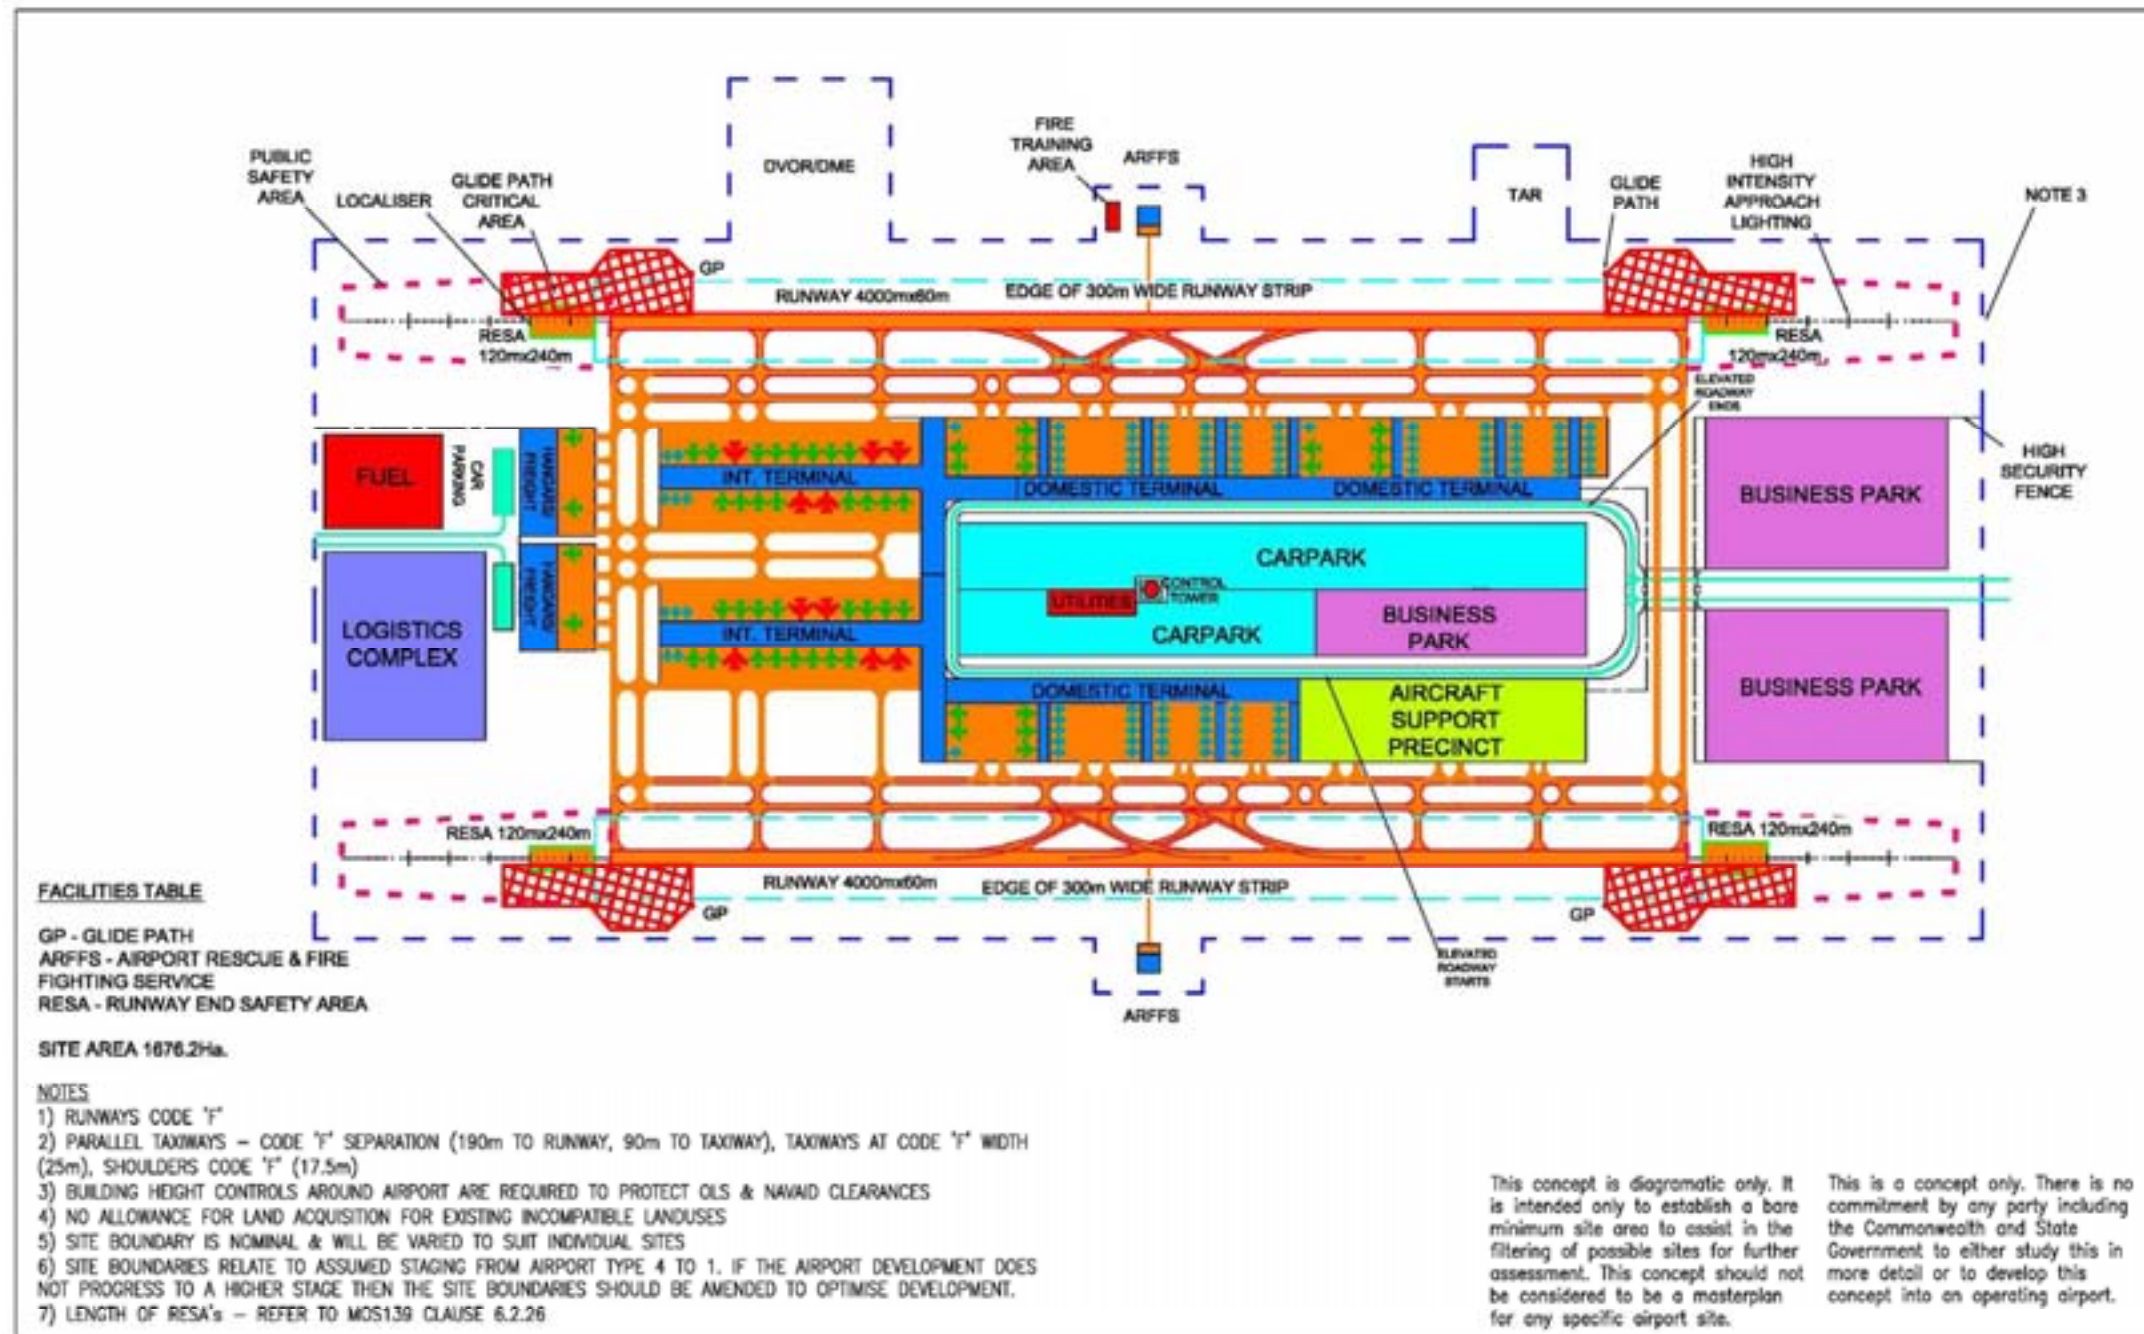 FIRE
TRAINING
AREA
ARFFS
PUBLIC
SAFETY
AREA
LOCALISER
GLIDE PATH
CRITICAL
AREA
DVOR/DME
TAR
GLIDE
PATH
HIGH
INTENSITY
APPROACH
LIGHTING
NOTE 3
GP
RUNWAY 4000mx60m
EDGE OF 300m WIDE RUNWAY STRIP
RESA
120mx240m
RESA
120mx240m
ELEVATED
ROADWAY
ENDS
FUEL
CAR
PARKING
HANGARS/
FREIGHT
INT. TERMINAL
DOMESTIC TERMINAL
DOMESTIC TERMINAL
BUSINESS PARK
HIGH
SECURITY
FENCE
CARPARK
CONTROL
TOWER
UTILITIES
LOGISTICS
COMPLEX
HANGARS/
FREIGHT
INT. TERMINAL
CARPARK
BUSINESS
PARK
DOMESTIC TERMINAL
AIRCRAFT
SUPPORT
PRECINCT
BUSINESS PARK
RESA 120mx240m
RESA 120mx240m
RUNWAY 4000mx60m
EDGE OF 300m WIDE RUNWAY STRIP
GP
GP
ELEVATED
ROADWAY
STARTS
ARFFS
FACILITIES TABLE
GP - GLIDE PATH
ARFFS - AIRPORT RESCUE & FIRE
FIGHTING SERVICE
RESA - RUNWAY END SAFETY AREA
SITE AREA 1676.2Ha.
NOTES
1) RUNWAYS CODE 'F'
2) PARALLEL TAXIWAYS – CODE 'F' SEPARATION (190m TO RUNWAY, 90m TO TAXIWAY), TAXIWAYS AT CODE 'F' WIDTH
(25m), SHOULDERS CODE 'F' (17.5m)
3) BUILDING HEIGHT CONTROLS AROUND AIRPORT ARE REQUIRED TO PROTECT OLS & NAVAID CLEARANCES
4) NO ALLOWANCE FOR LAND ACQUISITION FOR EXISTING INCOMPATIBLE LANDUSES
5) SITE BOUNDARY IS NOMINAL & WILL BE VARIED TO SUIT INDIVIDUAL SITES
6) SITE BOUNDARIES RELATE TO ASSUMED STAGING FROM AIRPORT TYPE 4 TO 1. IF THE AIRPORT DEVELOPMENT DOES
NOT PROGRESS TO A HIGHER STAGE THEN THE SITE BOUNDARIES SHOULD BE AMENDED TO OPTIMISE DEVELOPMENT.
7) LENGTH OF RESA's – REFER TO MOS139 CLAUSE 6.2.26
This concept is diagramatic only. It
is intended only to establish a bare
minimum site area to assist in the
filtering of possible sites for further
assessment. This concept should not
be considered to be a masterplan
for any specific airport site.
This is a concept only. There is no
commitment by any party including
the Commonwealth and State
Government to either study this in
more detail or to develop this
concept into an operating airport.